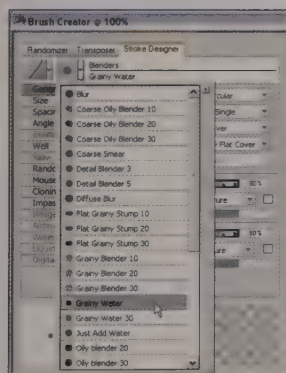 Brush Creator @ 100%
Randomizer Transposer Stroke Designer
Blenders
Grainy Water
Size
Angle
Well
Mouse
Blur
Coarse Oily Blender 10
Coarse Oily Blender 20
Coarse Oily Blender 30
Coarse Smear
Detail Blender 3
Detail Blender 5
Diffuse Blur
Flat Grainy Stump 10
Flat Grainy Stump 20
Flat Grainy Stump 30
Grainy Blender 10
Grainy Blender 20
Grainy Blender 30
Grainy Water
Grainy Water 30
Just Add Water
Oily blender 20
Oily blender 30
Flat Cover
80%
80%